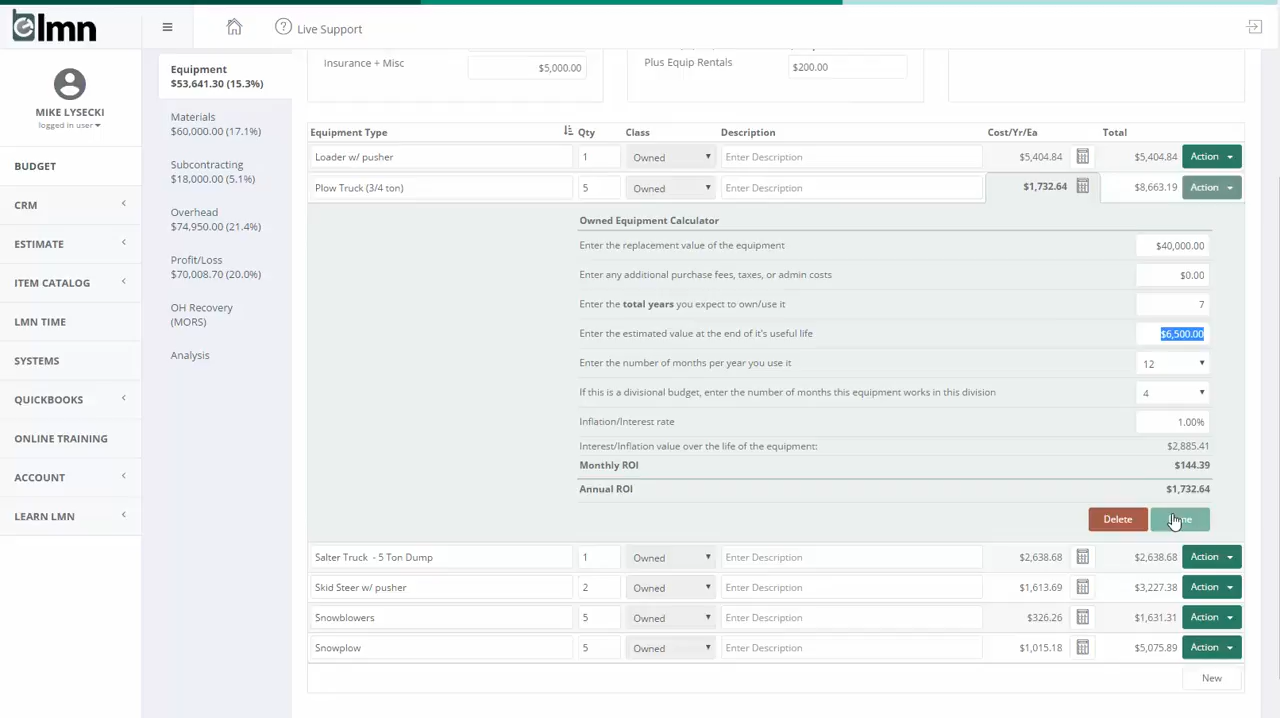 lmn
Live Support
MIKE LYSECKI
logged in user
BUDGET
CRM
ESTIMATE
ITEM CATALOG
LMN TIME
SYSTEMS
QUICKBOOKS
ONLINE TRAINING
ACCOUNT
LEARN LMN
Equipment
$53,641.30 (15.3%)
Materials
$60,000.00 (17.1%)
Subcontracting
$18,000.00 (5.1%)
Overhead
$74,950.00 (21.4%)
Profit/Loss
$70,008.70 (20.0%)
OH Recovery
(MORS)
Analysis
Insurance + Misc $5,000.00
Plus Equip Rentals $200.00
Equipment Type Qty Class Description Cost/Yr/Ea Total
Loader w/ pusher 1 Owned Enter Description $5,404.84 $5,404.84 Action
Plow Truck (3/4 ton) 5 Owned Enter Description $1,732.64 $8,663.19 Action
Owned Equipment Calculator
Enter the replacement value of the equipment $40,000.00
Enter any additional purchase fees, taxes, or admin costs $0.00
Enter the total years you expect to own/use it 7
Enter the estimated value at the end of it's useful life $6,500.00
Enter the number of months per year you use it 12
If this is a divisional budget, enter the number of months this equipment works in this division 4
Inflation/Interest rate 1.00%
Interest/Inflation value over the life of the equipment: $2,885.41
Monthly ROI $144.39
Annual ROI $1,732.64
Delete
Salter Truck - 5 Ton Dump 1 Owned Enter Description $2,638.68 $2,638.68 Action
Skid Steer w/ pusher 2 Owned Enter Description $1,613.69 $3,227.38 Action
Snowblowers 5 Owned Enter Description $326.26 $1,631.31 Action
Snowplow 5 Owned Enter Description $1,015.18 $5,075.89 Action
New